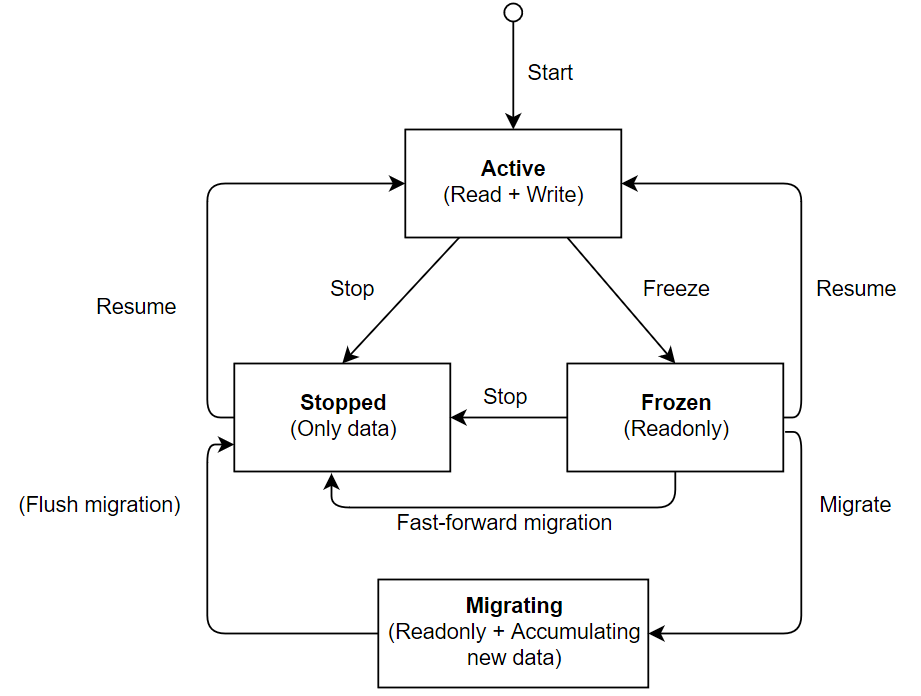 Start
Active
(Read + Write)
Stop
Freeze
Resume
Resume
Stopped
(Only data)
Stop
Frozen
(Readonly)
(Flush migration)
Fast-forward migration
Migrate
Migrating
(Readonly + Accumulating
new data)